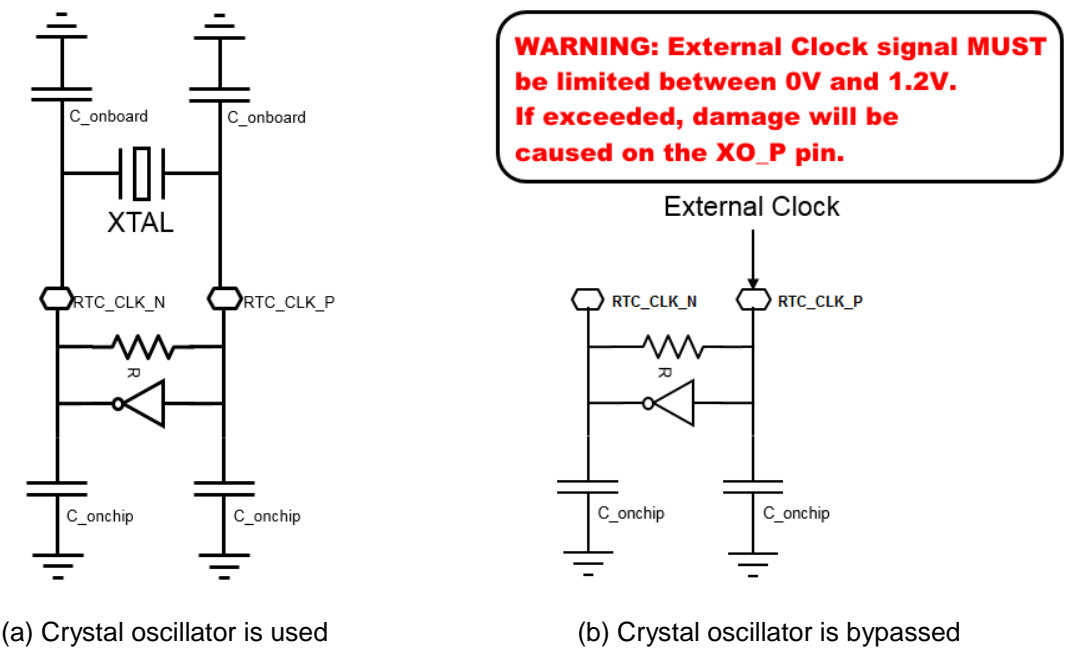 WARNING: External Clock signal MUST
be limited between 0V and 1.2V.
If exceeded, damage will be
caused on the XO_P pin.
C_onboard
C_onboard
XTAL
External Clock
RTC_CLK_N
RTC_CLK_P
RTC_CLK_N
RTC_CLK_P
R
R
C_onchip
C_onchip
C_onchip
C_onchip
(a) Crystal oscillator is used
(b) Crystal oscillator is bypassed